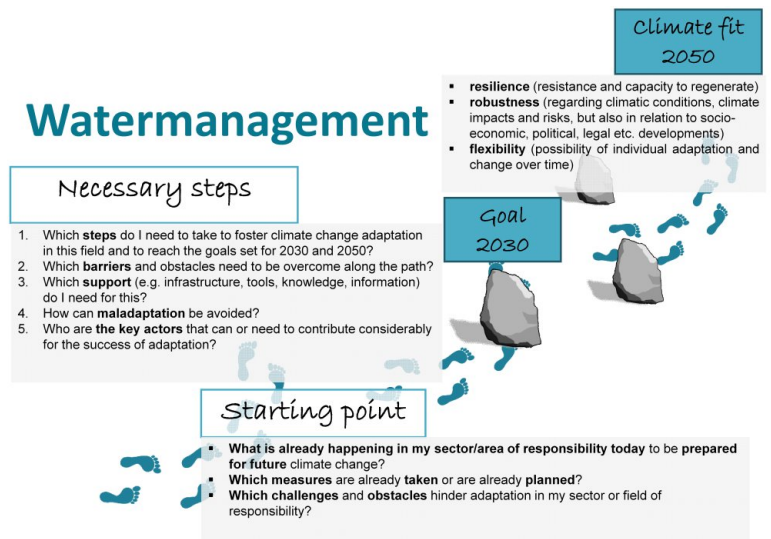 Climate fit
2050
▪ resilience (resistance and capacity to regenerate)
▪ robustness (regarding climatic conditions, climate
impacts and risks, but also in relation to socio-
economic, political, legal etc. developments)
▪ flexibility (possibility of individual adaptation and
change over time)
Watermanagement
Necessary steps
1. Which steps do I need to take to foster climate change adaptation
in this field and to reach the goals set for 2030 and 2050?
2. Which barriers and obstacles need to be overcome along the path?
3. Which support (e.g. infrastructure, tools, knowledge, information)
do I need for this?
4. How can maladaptation be avoided?
5. Who are the key actors that can or need to contribute considerably
for the success of adaptation?
Goal
2030
Starting point
▪ What is already happening in my sector/area of responsibility today to be prepared
for future climate change?
▪ Which measures are already taken or are already planned?
▪ Which challenges and obstacles hinder adaptation in my sector or field of
responsibility?